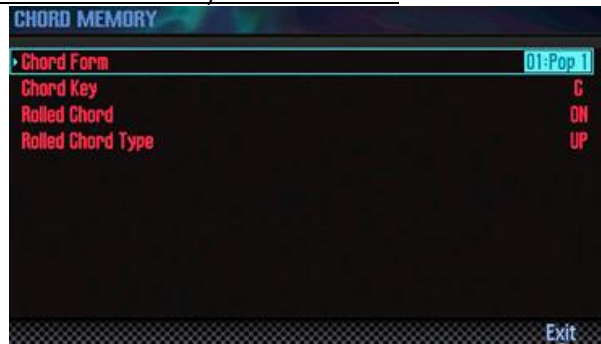 CHORD MEMORY
Chord Form 01:Pop 1
Chord Key C
Rolled Chord ON
Rolled Chord Type UP
Exit